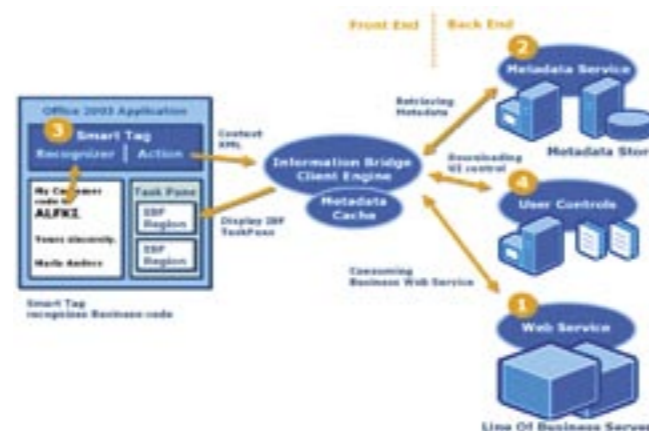 Front End
Back End
2
Metadata Service
Metadata Store
Office 2003 Application
3
Smart Tag
Recognizer | Action
Context
XML
Retrieving
Metadata
Information Bridge
Client Engine
Metadata
Cache
Downloading
UI control
4
User Controls
My Customer
code is
ALFKI.
Yours sincerely,
Maria Anders
Task Pane
IBF
Region
IBF
Region
Display IBF
TaskPane
Consuming
Business Web Service
1
Web Service
Smart Tag
recognizes Business code
Line Of Business Server